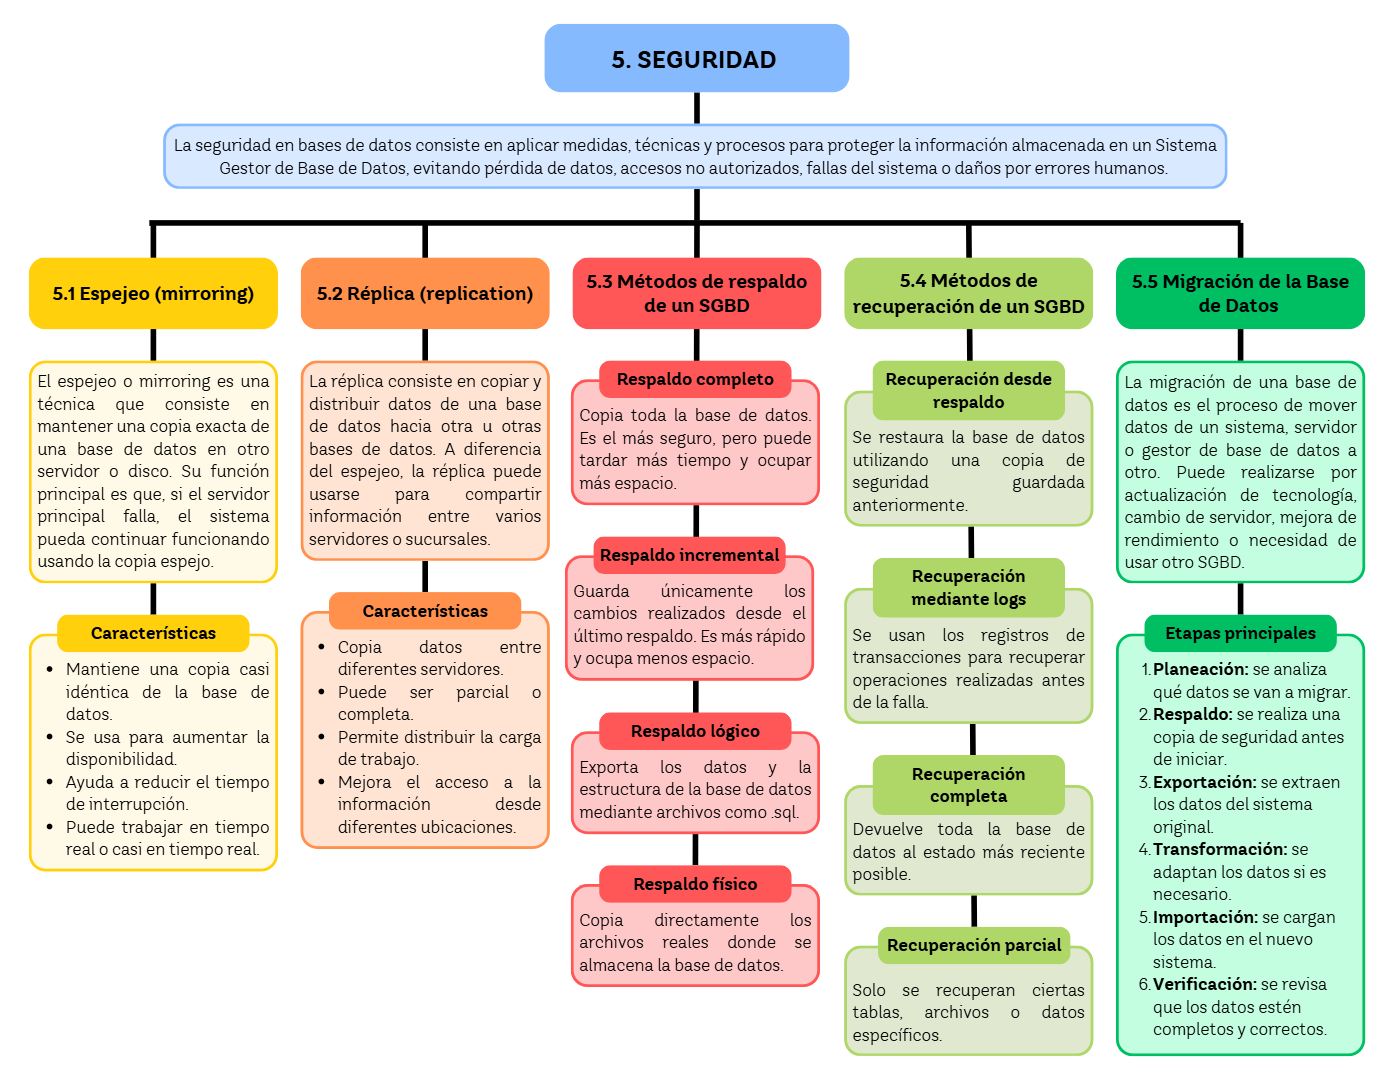 5. SEGURIDAD
La seguridad en bases de datos consiste en aplicar medidas, técnicas y procesos para proteger la información almacenada en un Sistema
Gestor de Base de Datos, evitando pérdida de datos, accesos no autorizados, fallas del sistema o daños por errores humanos.
5.1 Espejeo (mirroring)
El espejeo o mirroring es una
técnica que consiste en
mantener una copia exacta de
una base de datos en otro
servidor o disco. Su función
principal es que, si el servidor
principal falla, el sistema
pueda continuar funcionando
usando la copia espejo.
Características
• Mantiene una copia casi
idéntica de la base de
datos.
• Se usa para aumentar la
disponibilidad.
• Ayuda a reducir el tiempo
de interrupción.
• Puede trabajar en tiempo
real o casi en tiempo real.
5.2 Réplica (replication)
La réplica consiste en copiar y
distribuir datos de una base
de datos hacia otra u otras
bases de datos. A diferencia
del espejeo, la réplica puede
usarse para compartir
información entre varios
servidores o sucursales.
Características
• Copia datos entre
diferentes servidores.
• Puede ser parcial o
completa.
• Permite distribuir la carga
de trabajo.
• Mejora el acceso a la
información desde
diferentes ubicaciones.
5.3 Métodos de respaldo
de un SGBD
Respaldo completo
Copia toda la base de datos.
Es el más seguro, pero puede
tardar más tiempo y ocupar
más espacio.
Respaldo incremental
Guarda únicamente los
cambios realizados desde el
último respaldo. Es más rápido
y ocupa menos espacio.
Respaldo lógico
Exporta los datos y la
estructura de la base de datos
mediante archivos como .sql.
Respaldo físico
Copia directamente los
archivos reales donde se
almacena la base de datos.
5.4 Métodos de
recuperación de un SGBD
Recuperación desde
respaldo
Se restaura la base de datos
utilizando una copia de
seguridad guardada
anteriormente.
Recuperación
mediante logs
Se usan los registros de
transacciones para recuperar
operaciones realizadas antes
de la falla.
Recuperación
completa
Devuelve toda la base de
datos al estado más reciente
posible.
Recuperación parcial
Solo se recuperan ciertas
tablas, archivos o datos
específicos.
5.5 Migración de la Base
de Datos
La migración de una base de
datos es el proceso de mover
datos de un sistema, servidor
o gestor de base de datos a
otro. Puede realizarse por
actualización de tecnología,
cambio de servidor, mejora de
rendimiento o necesidad de
usar otro SGBD.
Etapas principales
1. Planeación: se analiza
qué datos se van a migrar.
2. Respaldo: se realiza una
copia de seguridad antes
de iniciar.
3. Exportación: se extraen
los datos del sistema
original.
4. Transformación: se
adaptan los datos si es
necesario.
5. Importación: se cargan
los datos en el nuevo
sistema.
6. Verificación: se revisa
que los datos estén
completos y correctos.